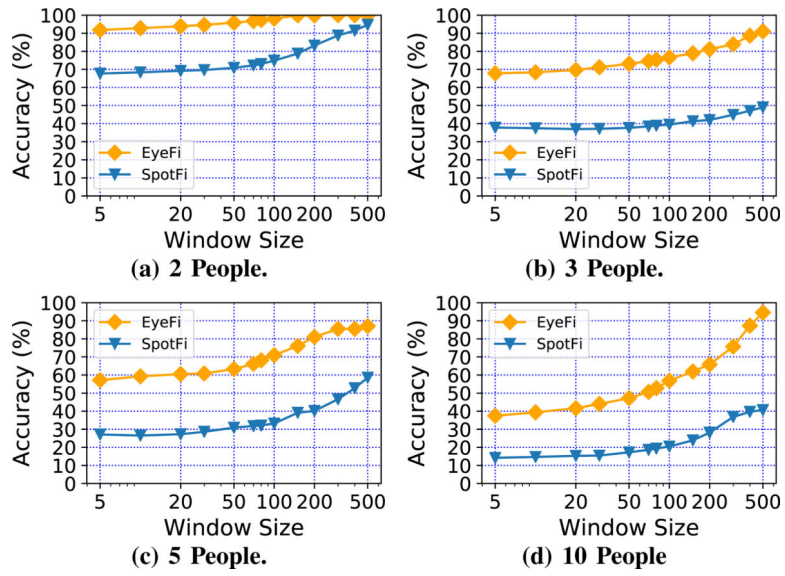 100
90
80
70
60
50
40
30
20
10
0
Accuracy (%)
EyeFi
SpotFi
5 20 50 100 200 500
Window Size
(a) 2 People.
100
90
80
70
60
50
40
30
20
10
0
Accuracy (%)
EyeFi
SpotFi
5 20 50 100 200 500
Window Size
(b) 3 People.
100
90
80
70
60
50
40
30
20
10
0
Accuracy (%)
EyeFi
SpotFi
5 20 50 100 200 500
Window Size
(c) 5 People.
100
90
80
70
60
50
40
30
20
10
0
Accuracy (%)
EyeFi
SpotFi
5 20 50 100 200 500
Window Size
(d) 10 People